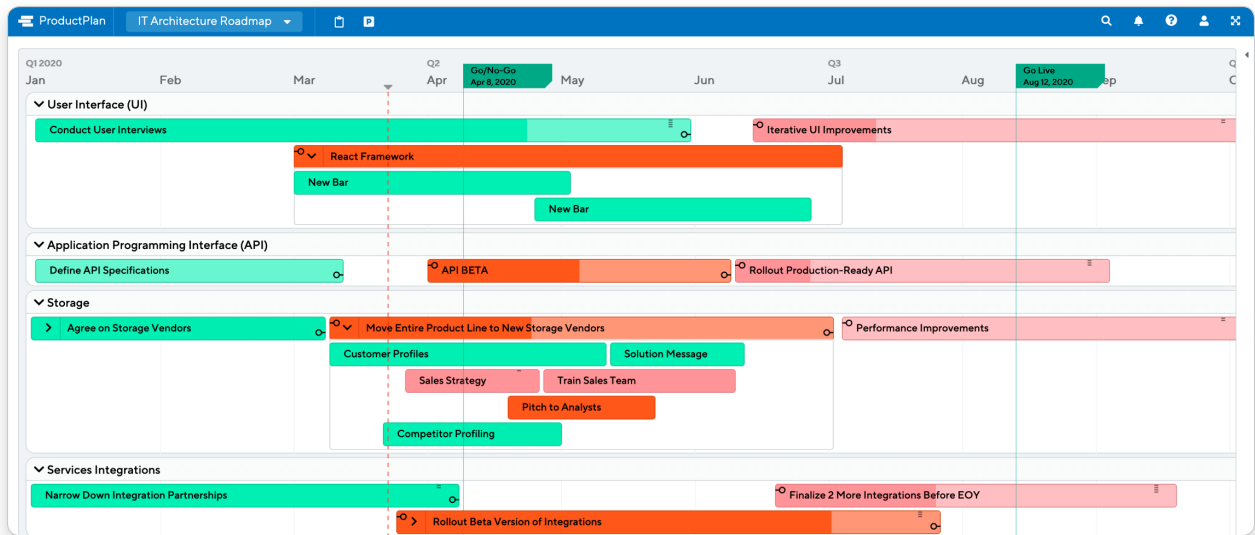 ProductPlan
IT Architecture Roadmap
P
?
Q1 2020 Q2 Q3 Q
Jan Feb Mar Apr May Jun Jul Aug ep
Go/No-Go
Apr 8, 2020
Go Live
Aug 12, 2020
User Interface (UI)
Conduct User Interviews
Iterative UI Improvements
React Framework
New Bar
New Bar
Application Programming Interface (API)
Define API Specifications
API BETA
Rollout Production-Ready API
Storage
Agree on Storage Vendors
Move Entire Product Line to New Storage Vendors
Performance Improvements
Customer Profiles
Solution Message
Sales Strategy
Train Sales Team
Pitch to Analysts
Competitor Profiling
Services Integrations
Narrow Down Integration Partnerships
Finalize 2 More Integrations Before EOY
Rollout Beta Version of Integrations